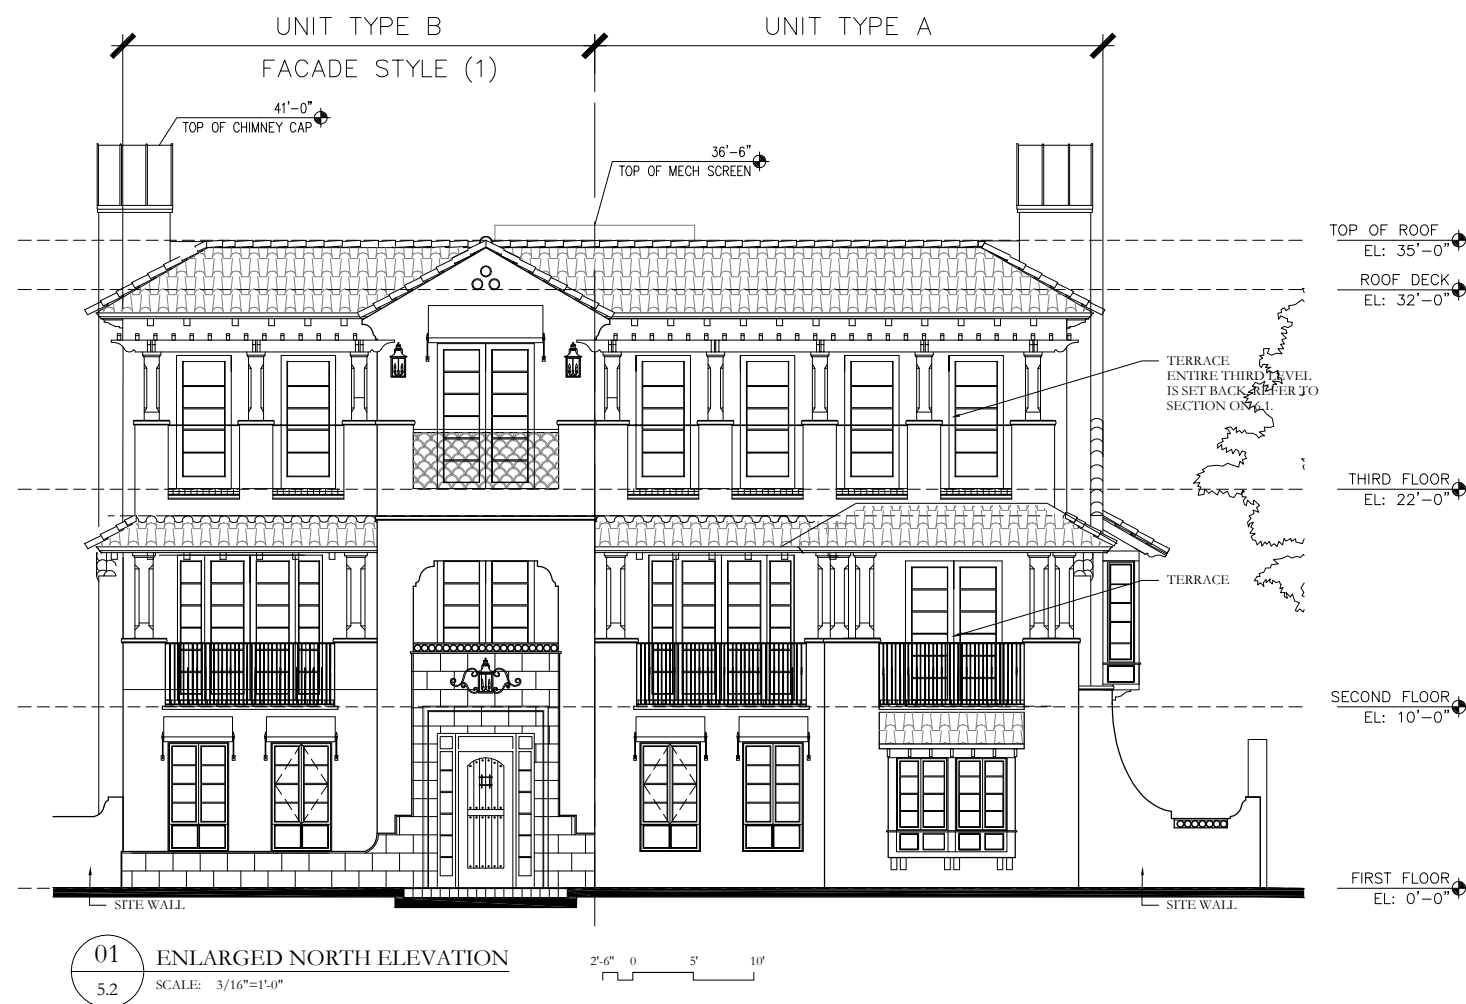 UNIT TYPE B
UNIT TYPE A
FACADE STYLE (1)
41'-0"
TOP OF CHIMNEY CAP
36'-6"
TOP OF MECH SCREEN
TOP OF ROOF
EL: 35'-0"
ROOF DECK
EL: 32'-0"
TERRACE
ENTIRE THIRD LEVEL
IS SET BACK, REFER TO
SECTION ON 6.1.
THIRD FLOOR
EL: 22'-0"
TERRACE
SECOND FLOOR
EL: 10'-0"
FIRST FLOOR
EL: 0'-0"
SITE WALL
SITE WALL
01
5.2
ENLARGED NORTH ELEVATION
SCALE: 3/16"=1'-0"
2'-6" 0 5' 10'